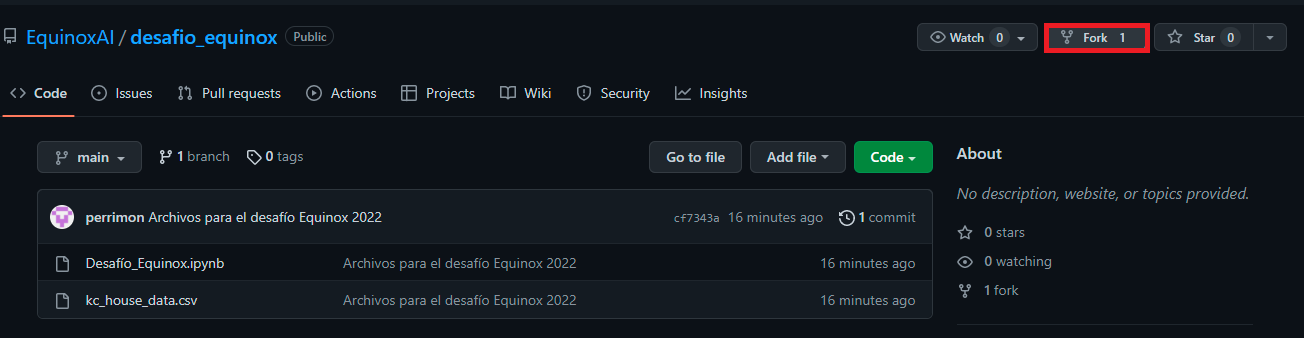 EquinoxAI / desafio_equinox Public Watch 0 Fork 1 Star 0
Code Issues Pull requests Actions Projects Wiki Security Insights
main 1 branch 0 tags Go to file Add file Code
perrimon Archivos para el desafío Equinox 2022 cf7343a 16 minutes ago 1 commit
Desafío_Equinox.ipynb Archivos para el desafío Equinox 2022 16 minutes ago
kc_house_data.csv Archivos para el desafío Equinox 2022 16 minutes ago
About
No description, website, or topics provided.
0 stars
0 watching
1 fork